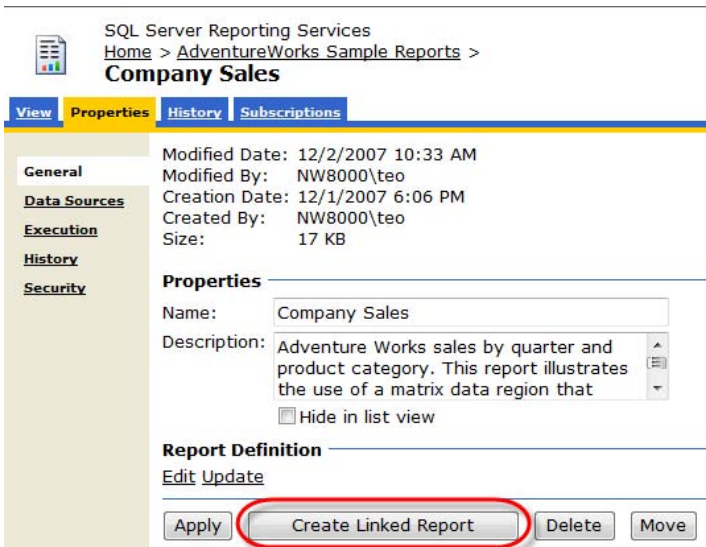 SQL Server Reporting Services
Home > AdventureWorks Sample Reports >
Company Sales
View Properties History Subscriptions
General
Data Sources
Execution
History
Security
Modified Date: 12/2/2007 10:33 AM
Modified By: NW8000\teo
Creation Date: 12/1/2007 6:06 PM
Created By: NW8000\teo
Size: 17 KB
Properties
Name: Company Sales
Description: Adventure Works sales by quarter and
product category. This report illustrates
the use of a matrix data region that
Hide in list view
Report Definition
Edit Update
Apply Create Linked Report Delete Move